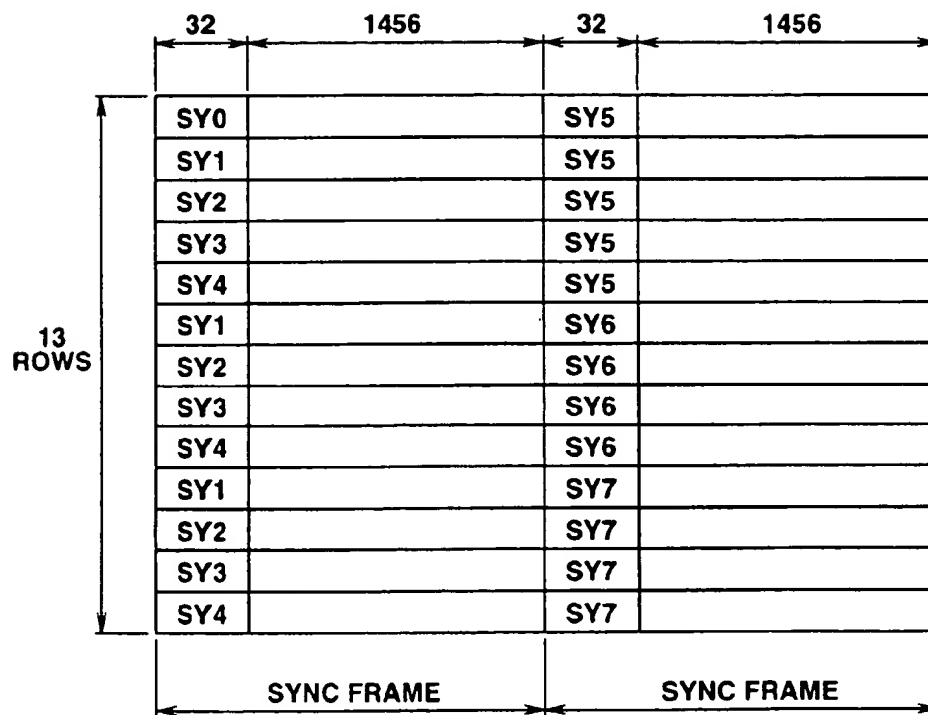 32 1456 32 1456
SY0 SY5
SY1 SY5
SY2 SY5
SY3 SY5
SY4 SY5
SY1 SY6
13
ROWS
SY2 SY6
SY3 SY6
SY4 SY6
SY1 SY7
SY2 SY7
SY3 SY7
SY4 SY7
SYNC FRAME SYNC FRAME